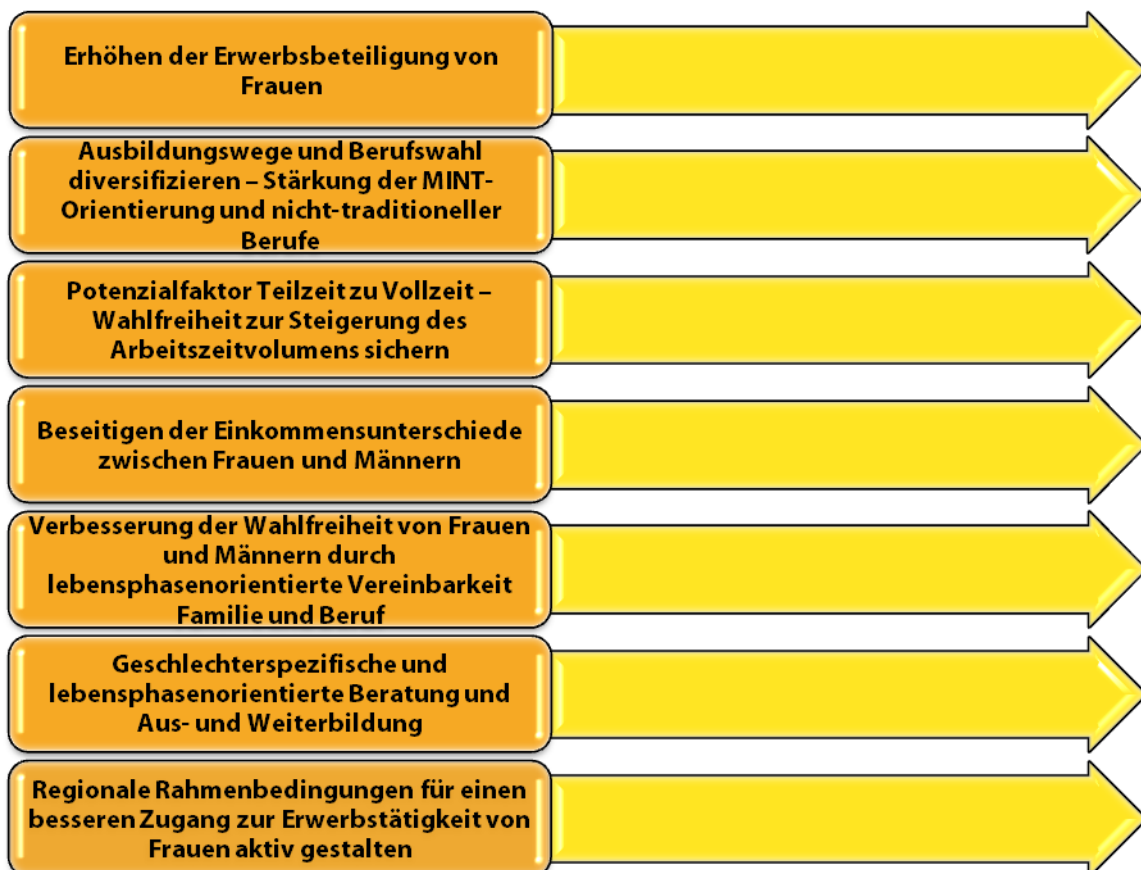 Erhöhen der Erwerbsbeteiligung von
Frauen
Ausbildungswege und Berufswahl
diversifizieren – Stärkung der MINT-
Orientierung und nicht-traditioneller
Berufe
Potenzialfaktor Teilzeit zu Vollzeit –
Wahlfreiheit zur Steigerung des
Arbeitszeitvolumens sichern
Beseitigen der Einkommensunterschiede
zwischen Frauen und Männern
Verbesserung der Wahlfreiheit von Frauen
und Männern durch
lebensphasenorientierte Vereinbarkeit
Familie und Beruf
Geschlechterspezifische und
lebensphasenorientierte Beratung und
Aus- und Weiterbildung
Regionale Rahmenbedingungen für einen
besseren Zugang zur Erwerbstätigkeit von
Frauen aktiv gestalten